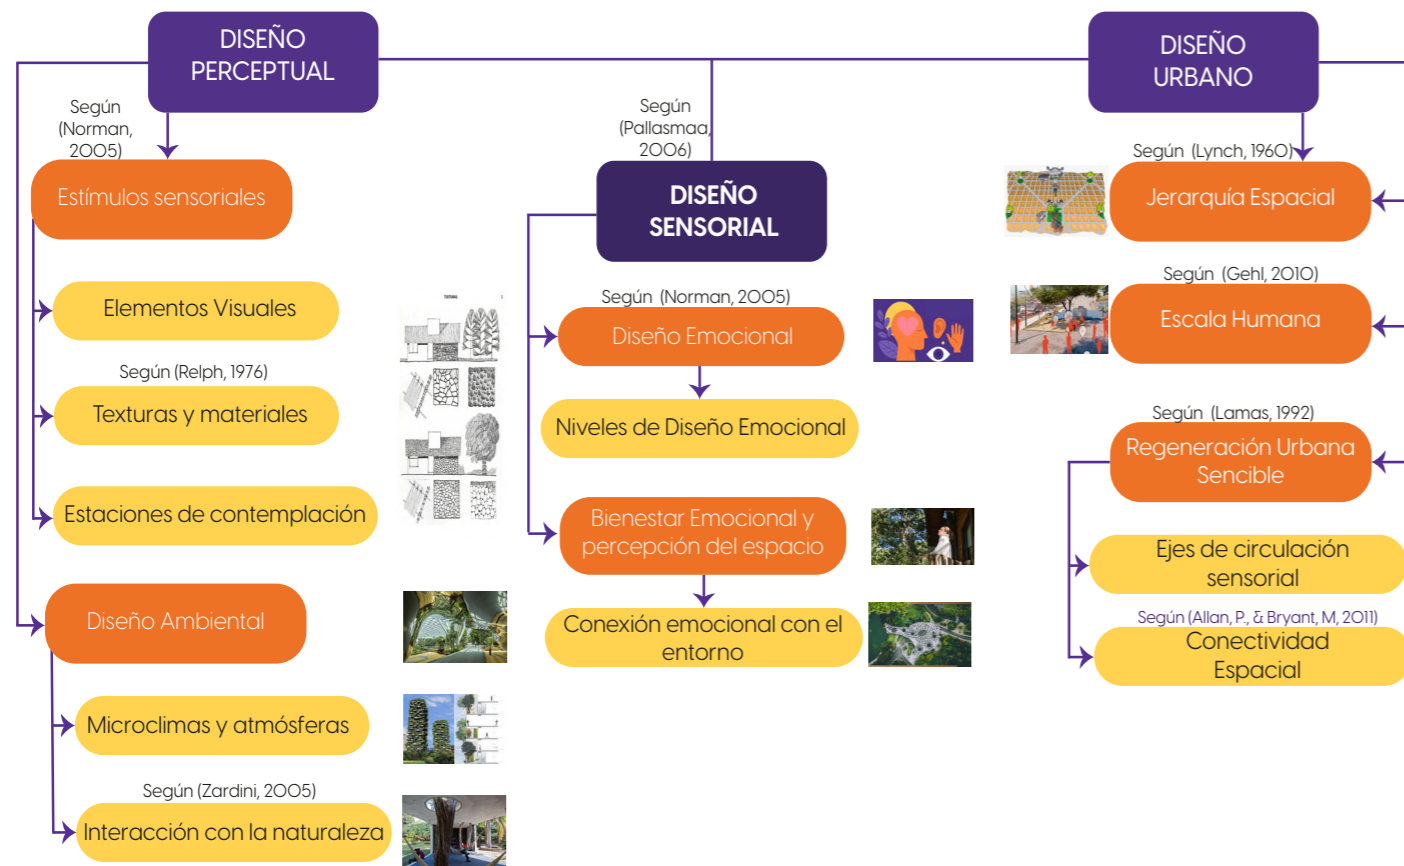 DISEÑO
PERCEPTUAL
Según
(Norman,
2005)
Estímulos sensoriales
Elementos Visuales
Según (Relph, 1976)
Texturas y materiales
Estaciones de contemplación
Diseño Ambiental
Microclimas y atmósferas
Según (Zardini, 2005)
Interacción con la naturaleza
Según
(Pallasmaa,
2006)
DISEÑO
SENSORIAL
Según (Norman, 2005)
Diseño Emocional
Niveles de Diseño Emocional
Bienestar Emocional y
percepción del espacio
Conexión emocional con el
entorno
DISEÑO
URBANO
Según (Lynch, 1960)
Jerarquía Espacial
Según (Gehl, 2010)
Escala Humana
Según (Lamas, 1992)
Regeneración Urbana
Sencible
Ejes de circulación
sensorial
Según (Allan, P., & Bryant, M, 2011)
Conectividad
Espacial